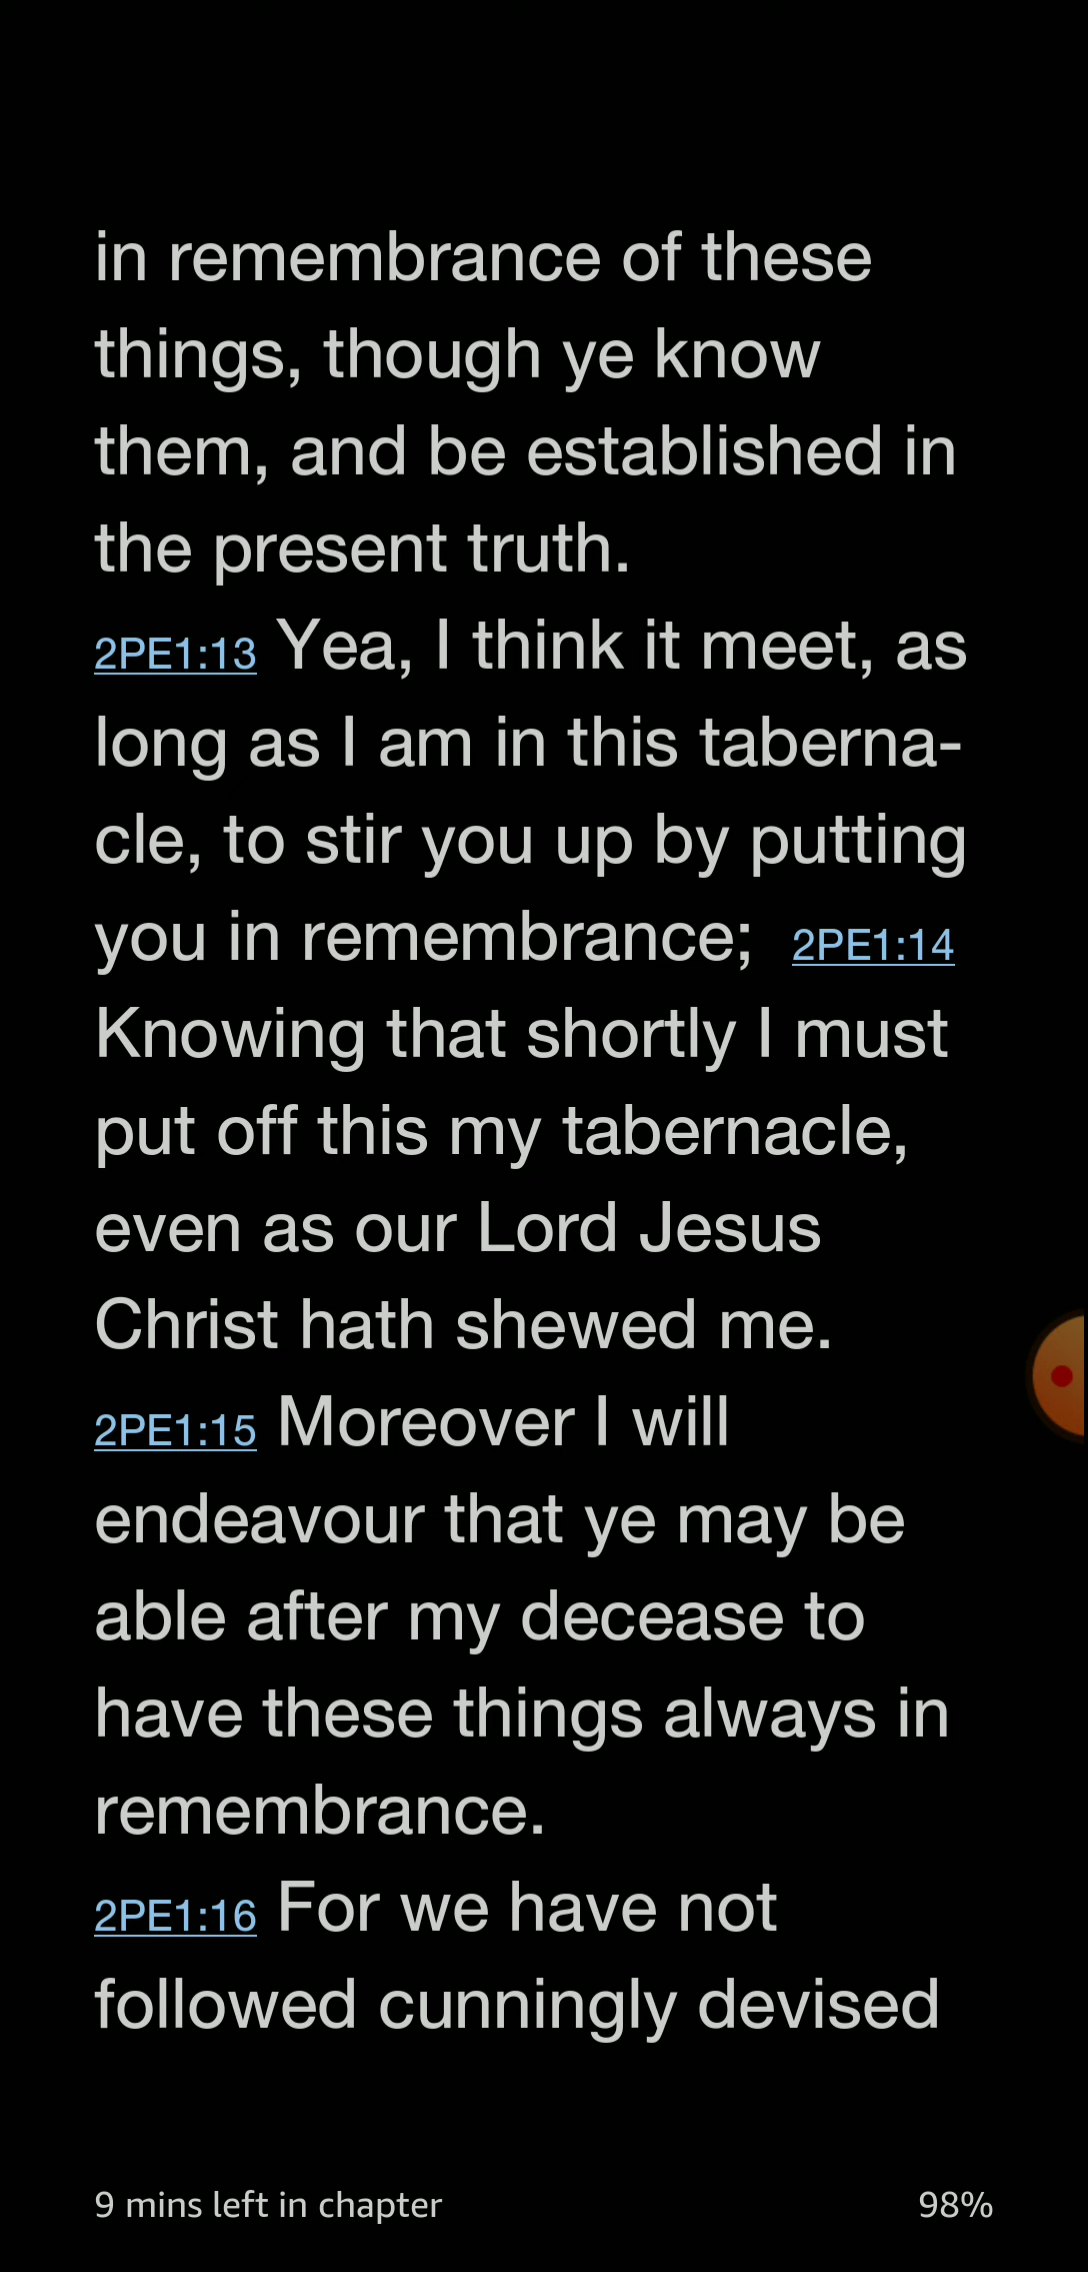 in remembrance of these
things, though ye know
them, and be established in
the present truth.
2PE1:13 Yea, I think it meet, as
long as I am in this taberna-
cle, to stir you up by putting
you in remembrance; 2PE1:14
Knowing that shortly I must
put off this my tabernacle,
even as our Lord Jesus
Christ hath shewed me.
2PE1:15 Moreover I will
endeavour that ye may be
able after my decease to
have these things always in
remembrance.
2PE1:16 For we have not
followed cunningly devised
9 mins left in chapter 98%